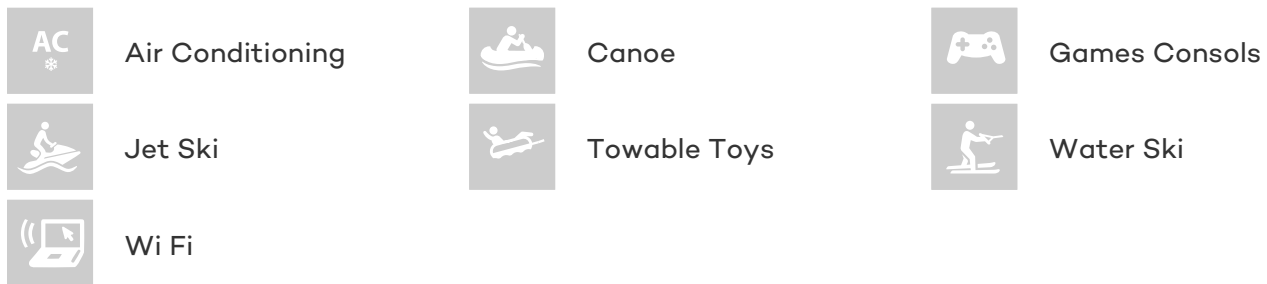 AC
Air Conditioning
Canoe
Games Consols
Jet Ski
Towable Toys
Water Ski
Wi Fi